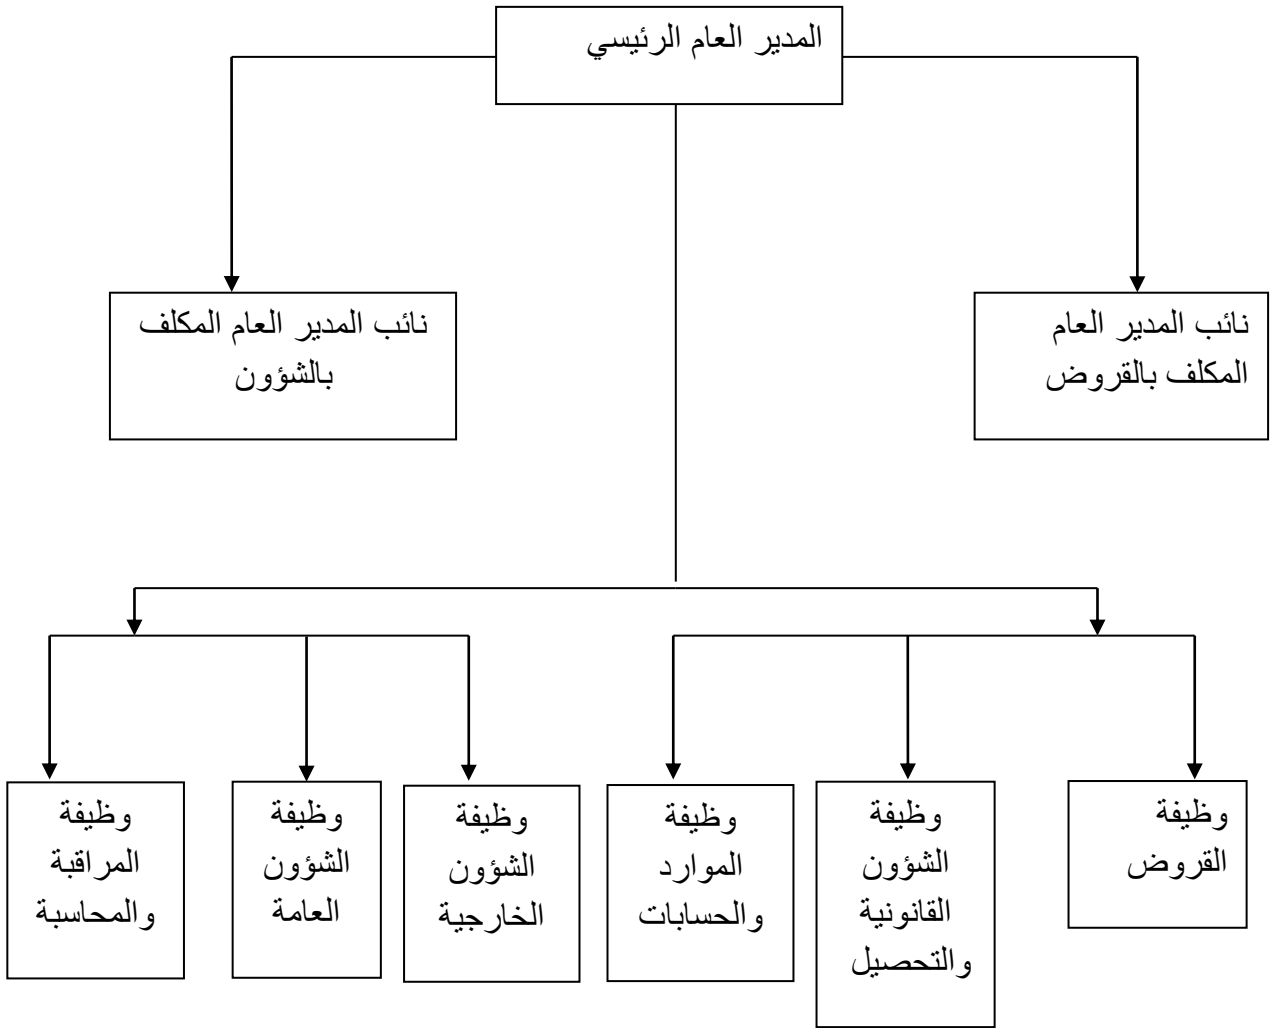 المدير العام الرئيسي
نائب المدير العام
المكلف بالقروض
نائب المدير العام المكلف
بالشؤون
وظيفة
القروض
وظيفة
الشؤون
القانونية
والتحصيل
وظيفة
الموارد
والحسابات
وظيفة
الشؤون
الخارجية
وظيفة
الشؤون
العامة
وظيفة
المراقبة
والمحاسبة